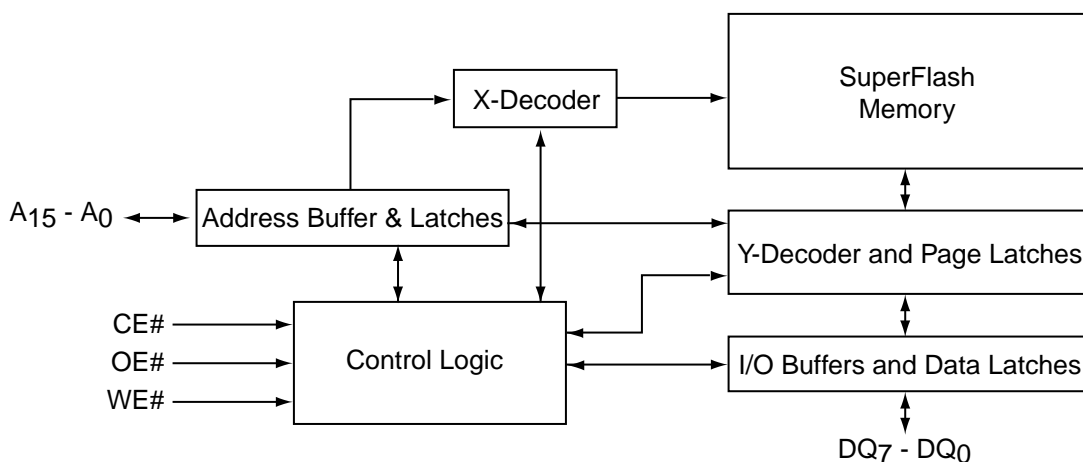 SuperFlash
Memory
X-Decoder
A15 - A0
Address Buffer & Latches
Y-Decoder and Page Latches
CE#
OE#
WE#
Control Logic
I/O Buffers and Data Latches
DQ7 - DQ0